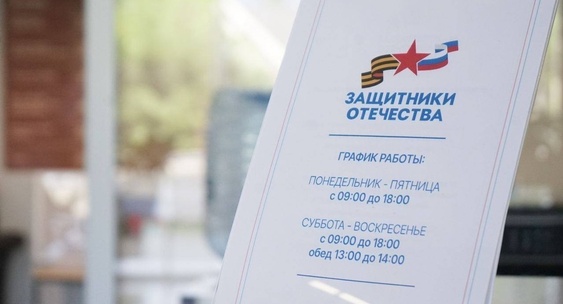 ЗАЩИТНИКИ
ОТЕЧЕСТВА
ГРАФИК РАБОТЫ:
ПОНЕДЕЛЬНИК - ПЯТНИЦА
с 09:00 до 18:00
СУББОТА - ВОСКРЕСЕНЬЕ
с 09:00 до 18:00
обед 13:00 до 14:00